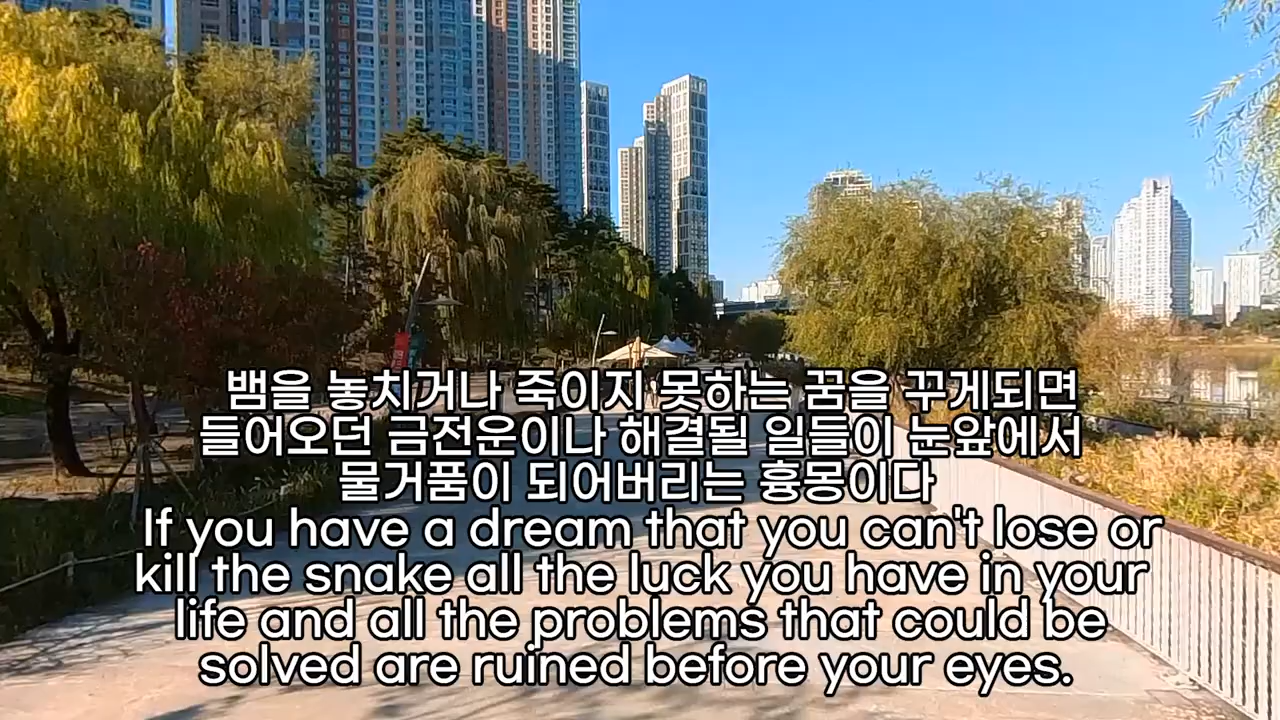 뱀을 놓치거나 죽이지 못하는 꿈을 꾸게되면
들어오던 금전운이나 해결될 일들이 눈앞에서
물거품이 되어버리는 흉몽이다
If you have a dream that you can't lose or
kill the snake all the luck you have in your
life and all the problems that could be
solved are ruined before your eyes.